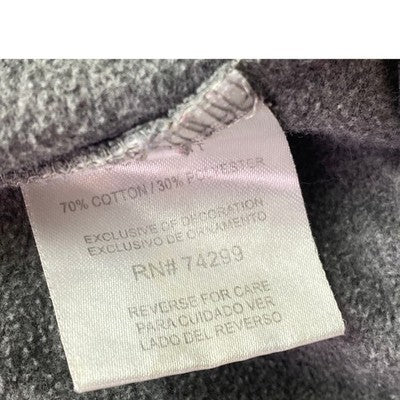 70% COTTON / 30% POLYESTER
EXCLUSIVE OF DECORATION
EXCLUSIVO DE ORNAMENTO
RN# 74299
REVERSE FOR CARE
PARA CUIDADO VER
LADO DEL REVERSO